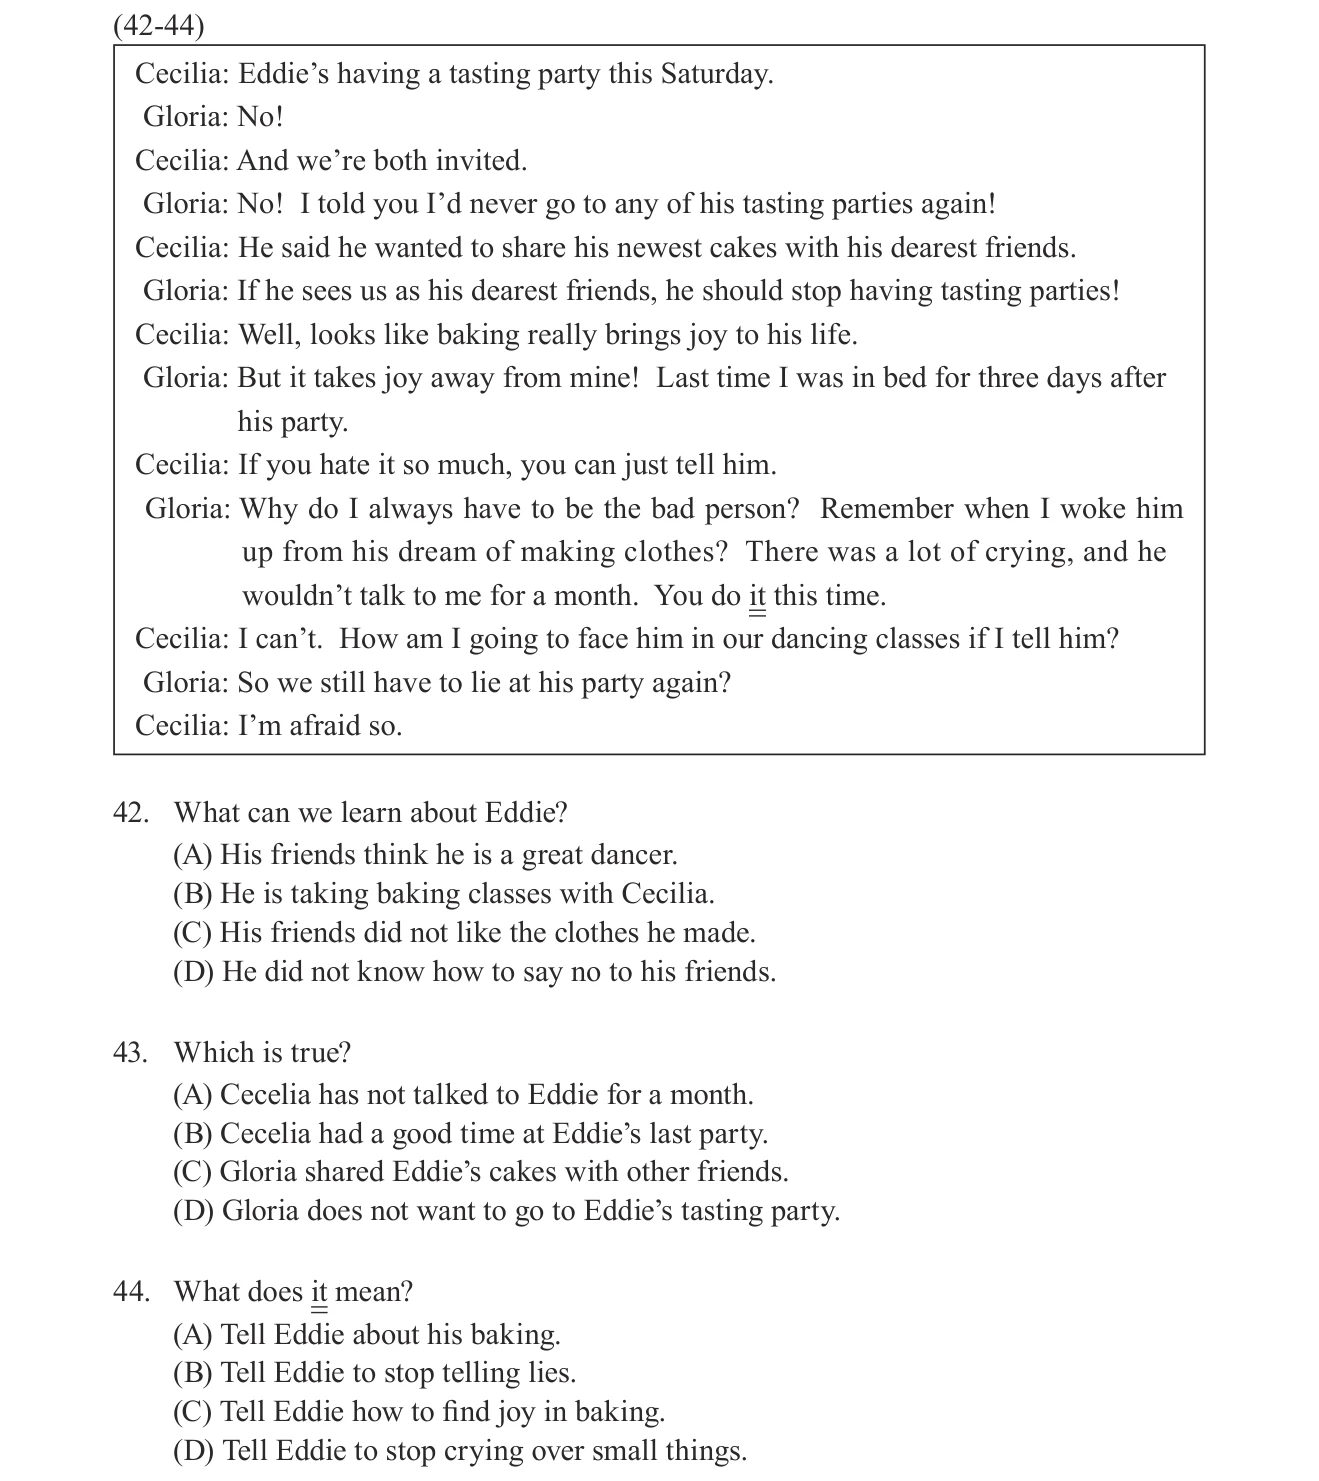 (42-44)
Cecilia: Eddie’s having a tasting party this Saturday.
Gloria: No!
Cecilia: And we’re both invited.
Gloria: No!  I told you I’d never go to any of his tasting parties again!
Cecilia: He said he wanted to share his newest cakes with his dearest friends.
Gloria: If he sees us as his dearest friends, he should stop having tasting parties!
Cecilia: Well, looks like baking really brings joy to his life.
Gloria: But it takes joy away from mine!  Last time I was in bed for three days after
his party.
Cecilia: If you hate it so much, you can just tell him.
Gloria: Why do I always have to be the bad person?  Remember when I woke him
up from his dream of making clothes?  There was a lot of crying, and he
wouldn’t talk to me for a month.  You do it this time.
Cecilia: I can’t.  How am I going to face him in our dancing classes if I tell him?
Gloria: So we still have to lie at his party again?
Cecilia: I’m afraid so.
42. What can we learn about Eddie?
(A) His friends think he is a great dancer.
(B) He is taking baking classes with Cecilia.
(C) His friends did not like the clothes he made.
(D) He did not know how to say no to his friends.
43. Which is true?
(A) Cecelia has not talked to Eddie for a month.
(B) Cecelia had a good time at Eddie’s last party.
(C) Gloria shared Eddie’s cakes with other friends.
(D) Gloria does not want to go to Eddie’s tasting party.
44. What does it mean?
(A) Tell Eddie about his baking.
(B) Tell Eddie to stop telling lies.
(C) Tell Eddie how to find joy in baking.
(D) Tell Eddie to stop crying over small things.